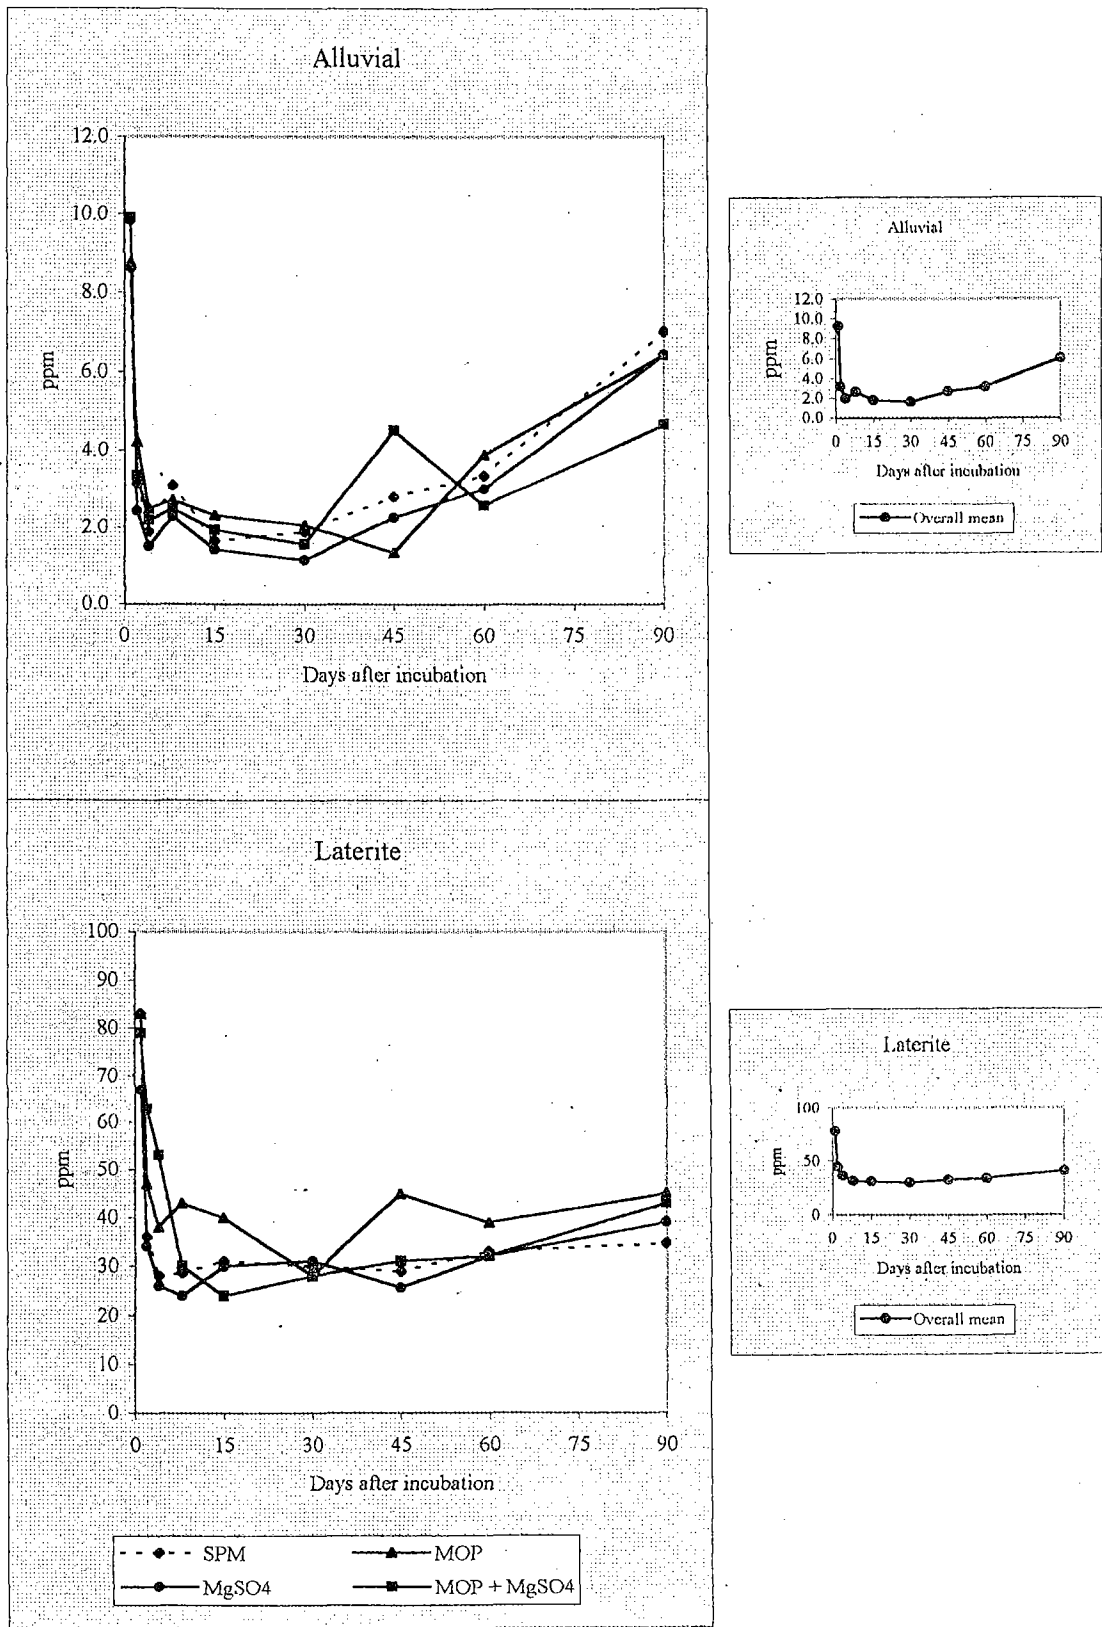 Alluvial
12.0
10.0
8.0
6.0
4.0
2.0
0.0
ppm
0 15 30 45 60 75 90
Days after incubation
Alluvial
12.0
10.0
8.0
6.0
4.0
2.0
0.0
ppm
0 15 30 45 60 75 90
Days after incubation
Overall mean
Laterite
100
90
80
70
60
50
40
30
20
10
0
ppm
0 15 30 45 60 75 90
Days after incubation
SPM MOP
MgSO4 MOP + MgSO4
Laterite
100
50
0
ppm
0 15 30 45 60 75 90
Days after incubation
Overall mean